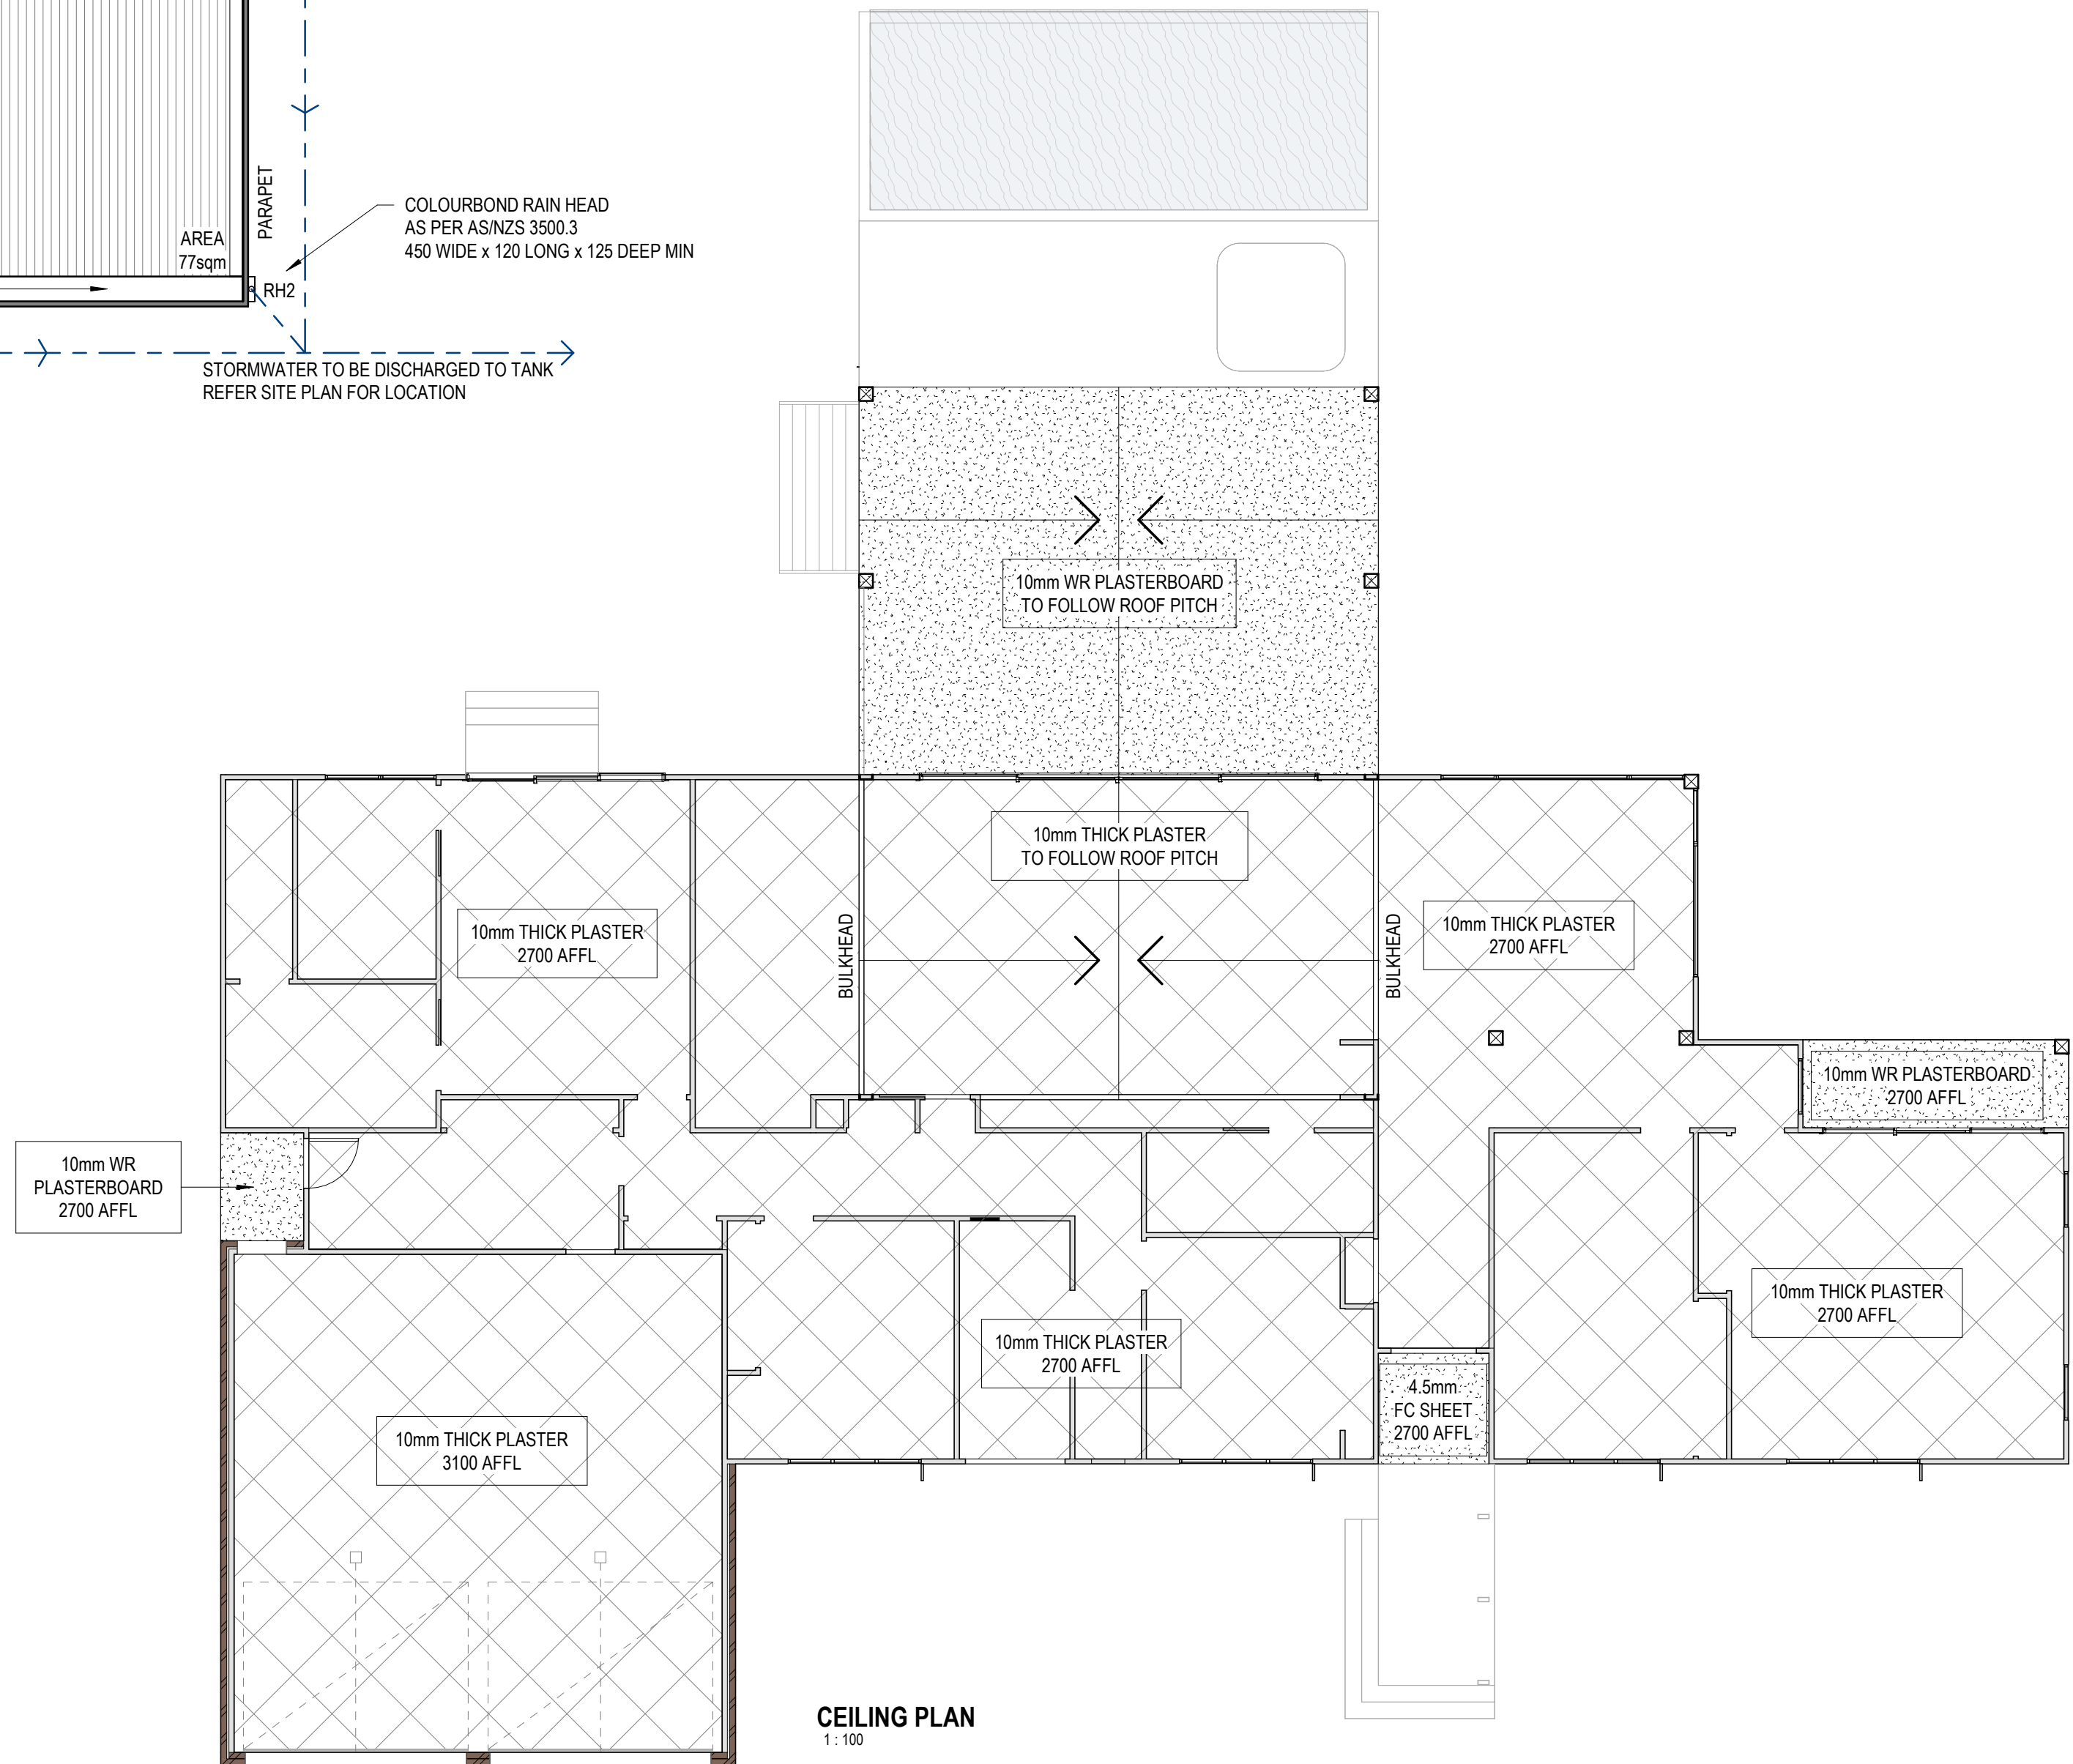 PARAPET
AREA
77sqm
RH2
COLOURBOND RAIN HEAD
AS PER AS/NZS 3500.3
450 WIDE x 120 LONG x 125 DEEP MIN
STORMWATER TO BE DISCHARGED TO TANK
REFER SITE PLAN FOR LOCATION
10mm WR PLASTERBOARD
TO FOLLOW ROOF PITCH
10mm THICK PLASTER
TO FOLLOW ROOF PITCH
10mm THICK PLASTER
2700 AFFL
BULKHEAD
BULKHEAD
10mm THICK PLASTER
2700 AFFL
10mm WR PLASTERBOARD
2700 AFFL
10mm WR
PLASTERBOARD
2700 AFFL
10mm THICK PLASTER
2700 AFFL
10mm THICK PLASTER
2700 AFFL
4.5mm
FC SHEET
2700 AFFL
10mm THICK PLASTER
3100 AFFL
CEILING PLAN
1 : 100